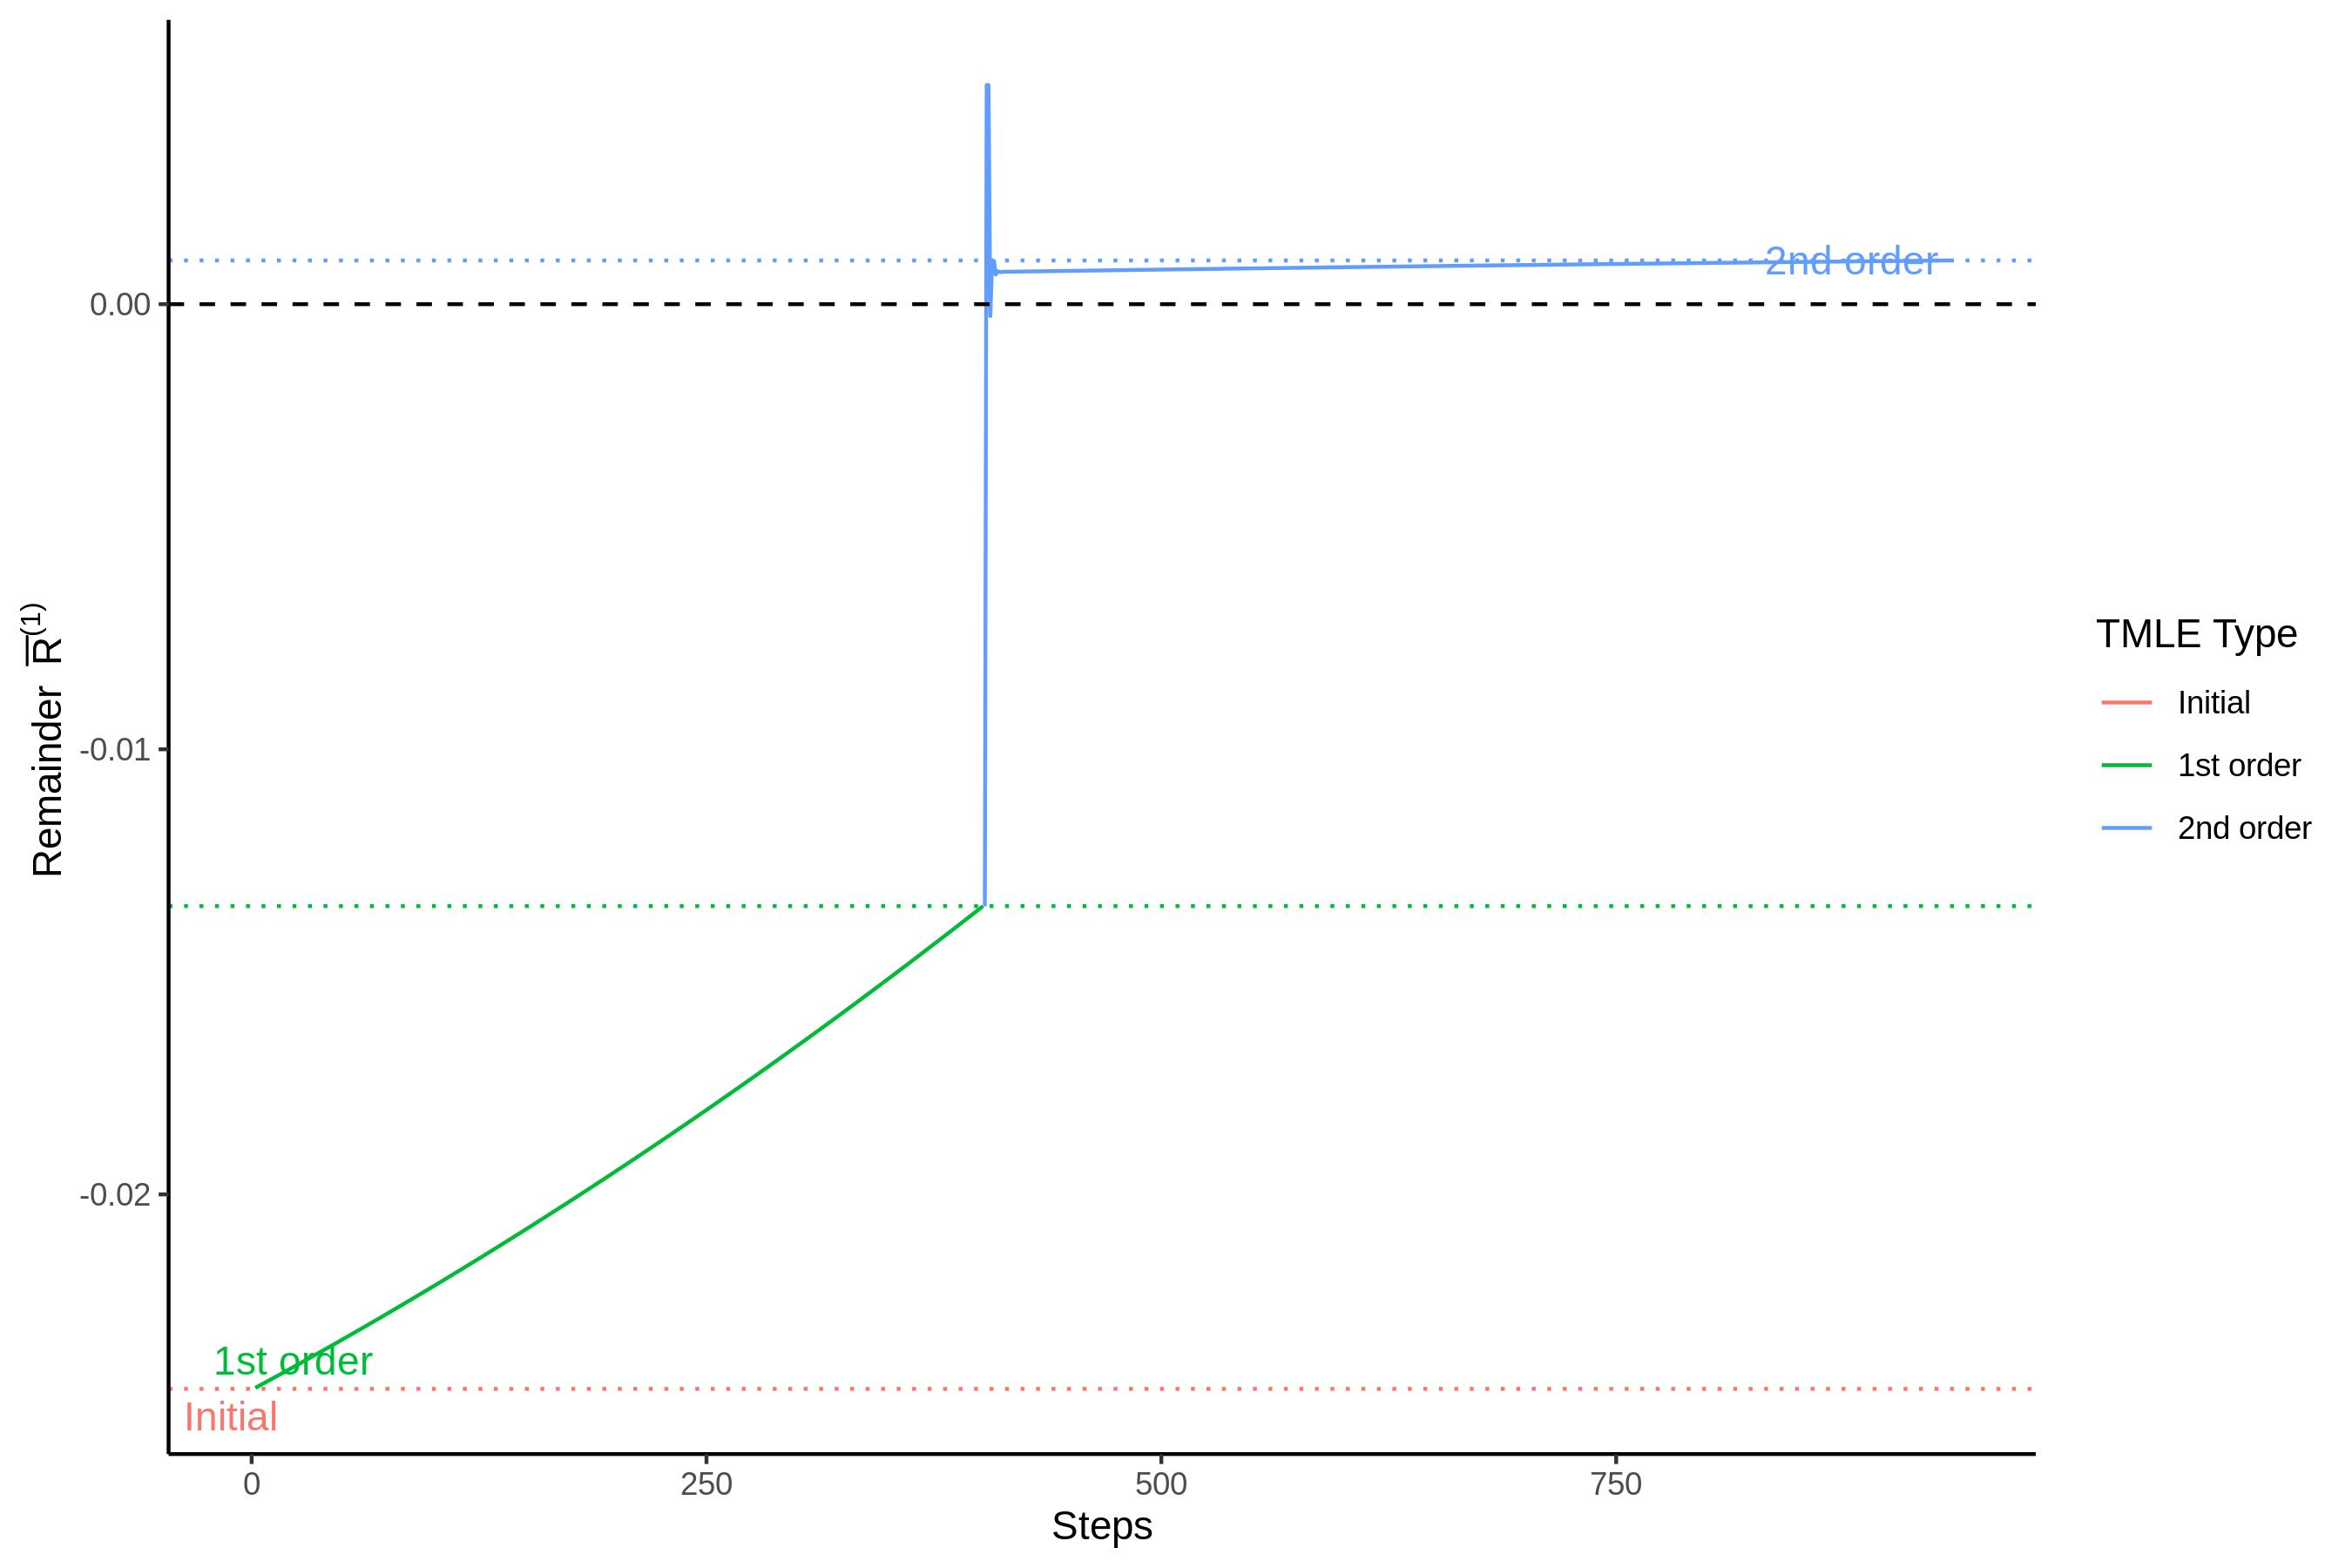 2nd order
0.00
-0.01
-0.02
1st order
Initial
0
250
500
750
Steps
Remainder R̅⁽¹⁾
TMLE Type
Initial
1st order
2nd order